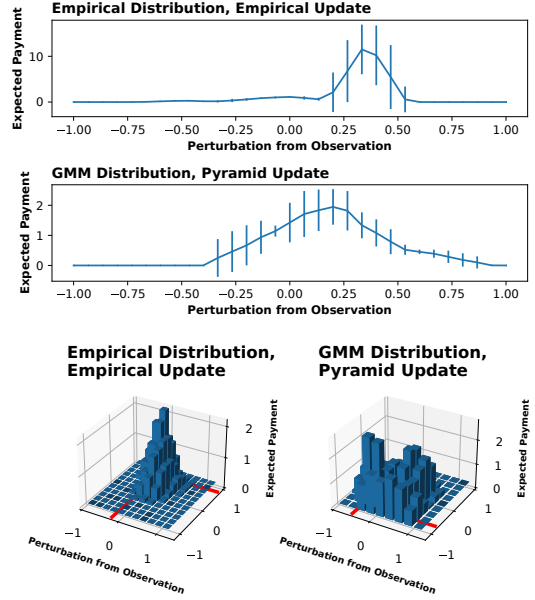 Empirical Distribution, Empirical Update
Expected Payment
10
0
−1.00 −0.75 −0.50 −0.25 0.00 0.25 0.50 0.75 1.00
Perturbation from Observation
GMM Distribution, Pyramid Update
Expected Payment
2
1
0
−1.00 −0.75 −0.50 −0.25 0.00 0.25 0.50 0.75 1.00
Perturbation from Observation
Empirical Distribution,
Empirical Update
Expected Payment
2
1
0
1
0
−1
−1
0
1
Perturbation from Observation
GMM Distribution,
Pyramid Update
Expected Payment
2
1
0
1
0
−1
−1
0
1
Perturbation from Observation